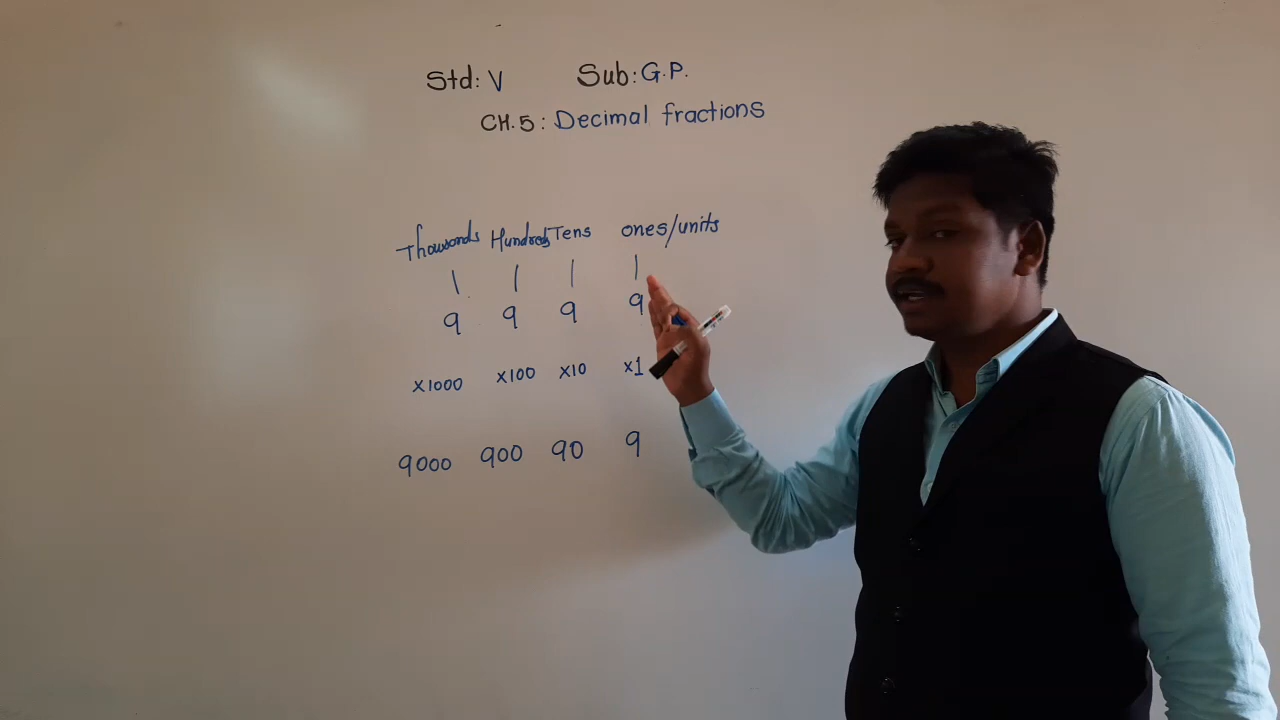 Std: V Sub: G.P.
CH.5: Decimal fractions
Thousands Hundreds Tens ones/units
9 9 9 9
x1000 x100 x10 x1
9000 900 90 9